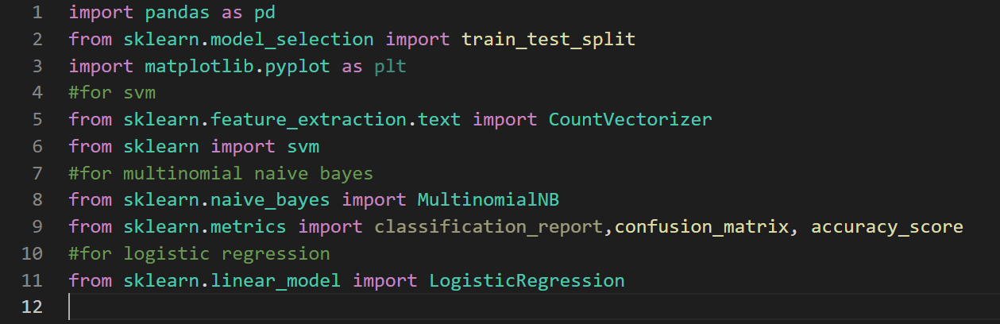 1 import pandas as pd
2 from sklearn.model_selection import train_test_split
3 import matplotlib.pyplot as plt
4 #for svm
5 from sklearn.feature_extraction.text import CountVectorizer
6 from sklearn import svm
7 #for multinomial naive bayes
8 from sklearn.naive_bayes import MultinomialNB
9 from sklearn.metrics import classification_report,confusion_matrix, accuracy_score
10 #for logistic regression
11 from sklearn.linear_model import LogisticRegression
12